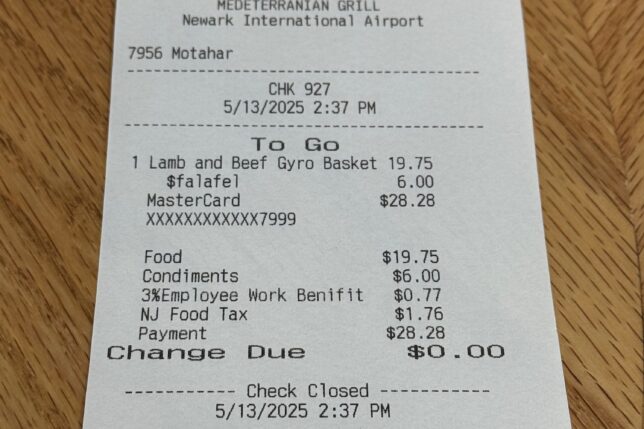 MEDETERRANIAN GRILL
Newark International Airport
7956 Motahar
CHK 927
5/13/2025 2:37 PM
To Go
1 Lamb and Beef Gyro Basket 19.75
$falafel 6.00
MasterCard $28.28
XXXXXXXXXXXX7999
Food $19.75
Condiments $6.00
3%Employee Work Benifit $0.77
NJ Food Tax $1.76
Payment $28.28
Change Due $0.00
----------- Check Closed -----------
5/13/2025 2:37 PM